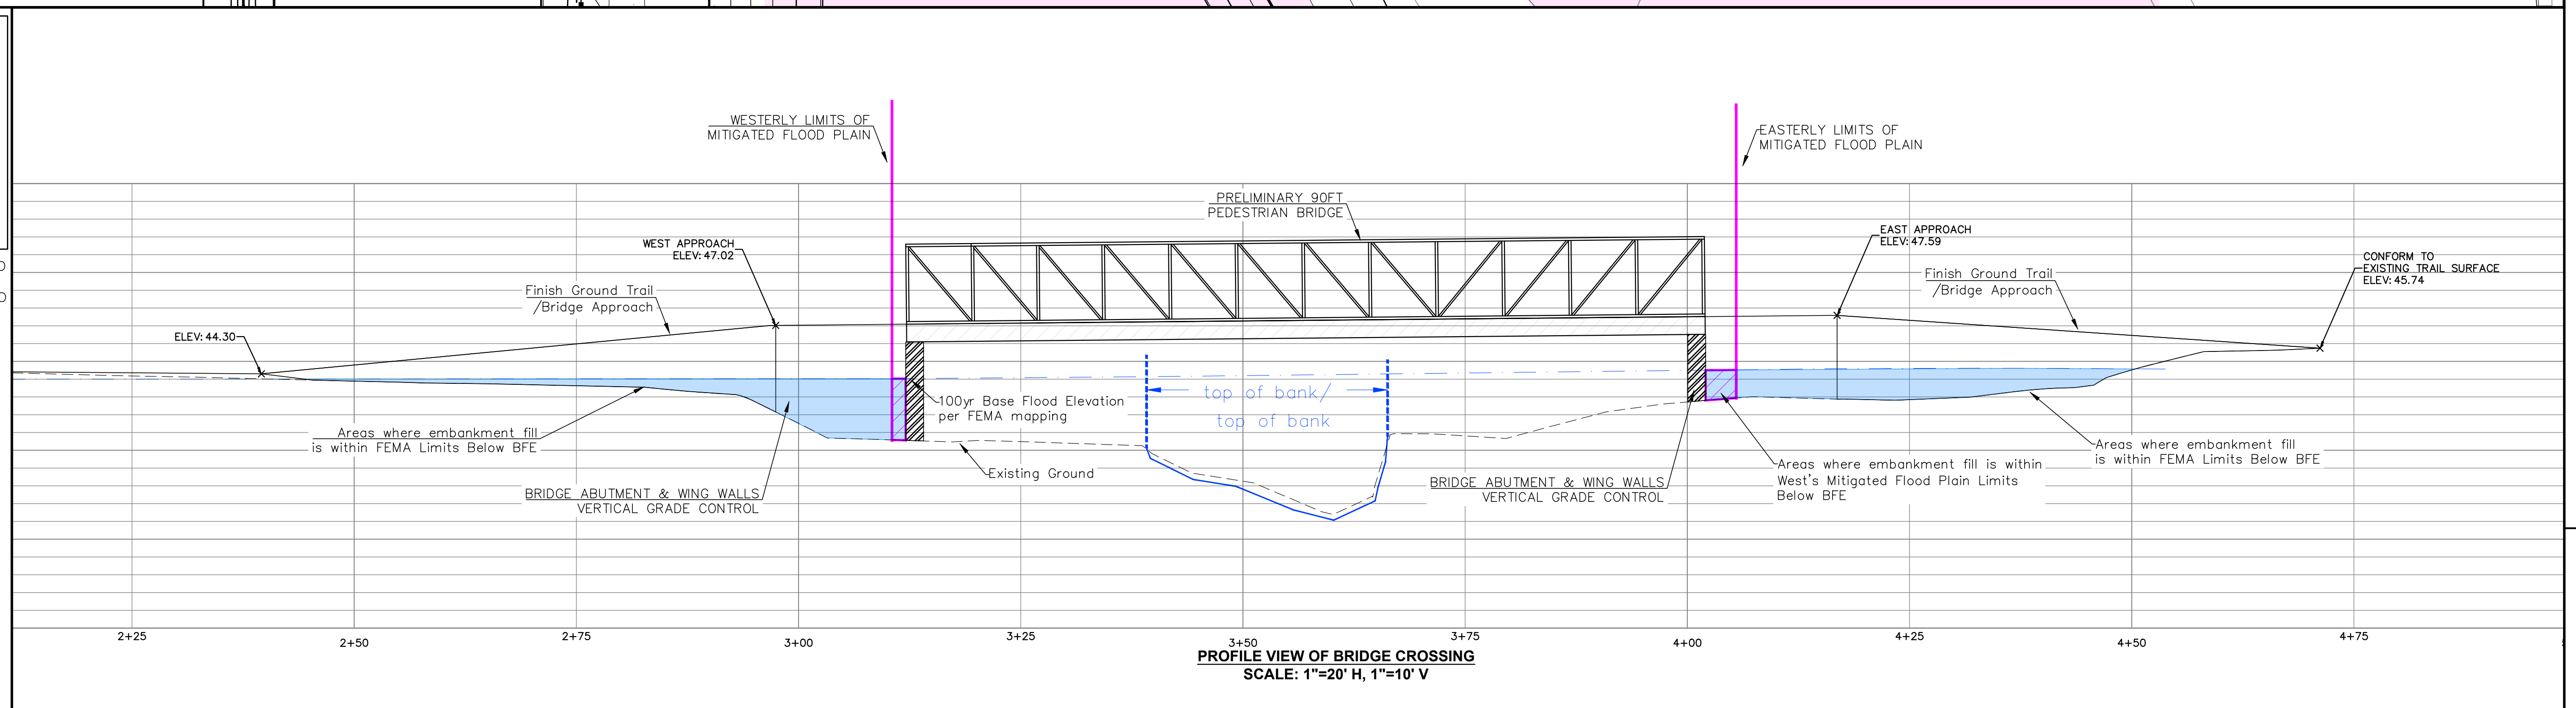 WESTERLY LIMITS OF
MITIGATED FLOOD PLAIN
EASTERLY LIMITS OF
MITIGATED FLOOD PLAIN
PRELIMINARY 90FT
PEDESTRIAN BRIDGE
WEST APPROACH
ELEV: 47.02
EAST APPROACH
ELEV: 47.59
CONFORM TO
EXISTING TRAIL SURFACE
ELEV: 45.74
Finish Ground Trail
/Bridge Approach
Finish Ground Trail
/Bridge Approach
ELEV: 44.30
top of bank/
top of bank
100yr Base Flood Elevation
per FEMA mapping
Areas where embankment fill
is within FEMA Limits Below BFE
Existing Ground
Areas where embankment fill is within
West's Mitigated Flood Plain Limits
Below BFE
Areas where embankment fill
is within FEMA Limits Below BFE
BRIDGE ABUTMENT & WING WALLS
VERTICAL GRADE CONTROL
BRIDGE ABUTMENT & WING WALLS
VERTICAL GRADE CONTROL
2+25
2+50
2+75
3+00
3+25
3+50
3+75
4+00
4+25
4+50
4+75
PROFILE VIEW OF BRIDGE CROSSING
SCALE: 1"=20' H, 1"=10' V